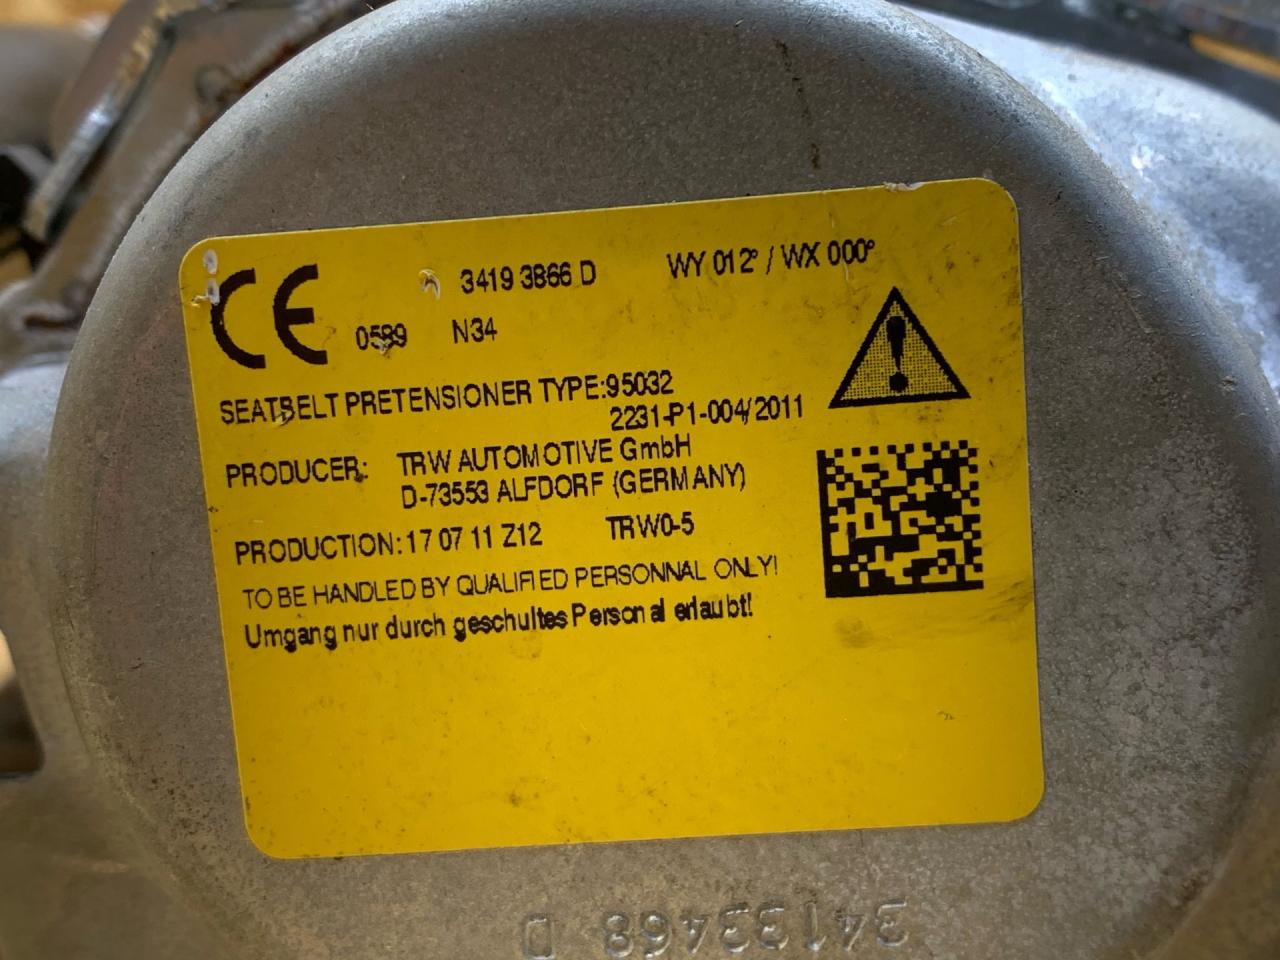 CE 3419 3866 D WY 012° / WX 000°
0589 N34
SEATBELT PRETENSIONER TYPE:95032
2231-P1-004/2011
PRODUCER: TRW AUTOMOTIVE GmbH
D-73553 ALFDORF (GERMANY)
PRODUCTION:17 07 11 Z12 TRW0-5
TO BE HANDLED BY QUALIFIED PERSONNAL ONLY!
Umgang nur durch geschultes Personal erlaubt!
34133468 D